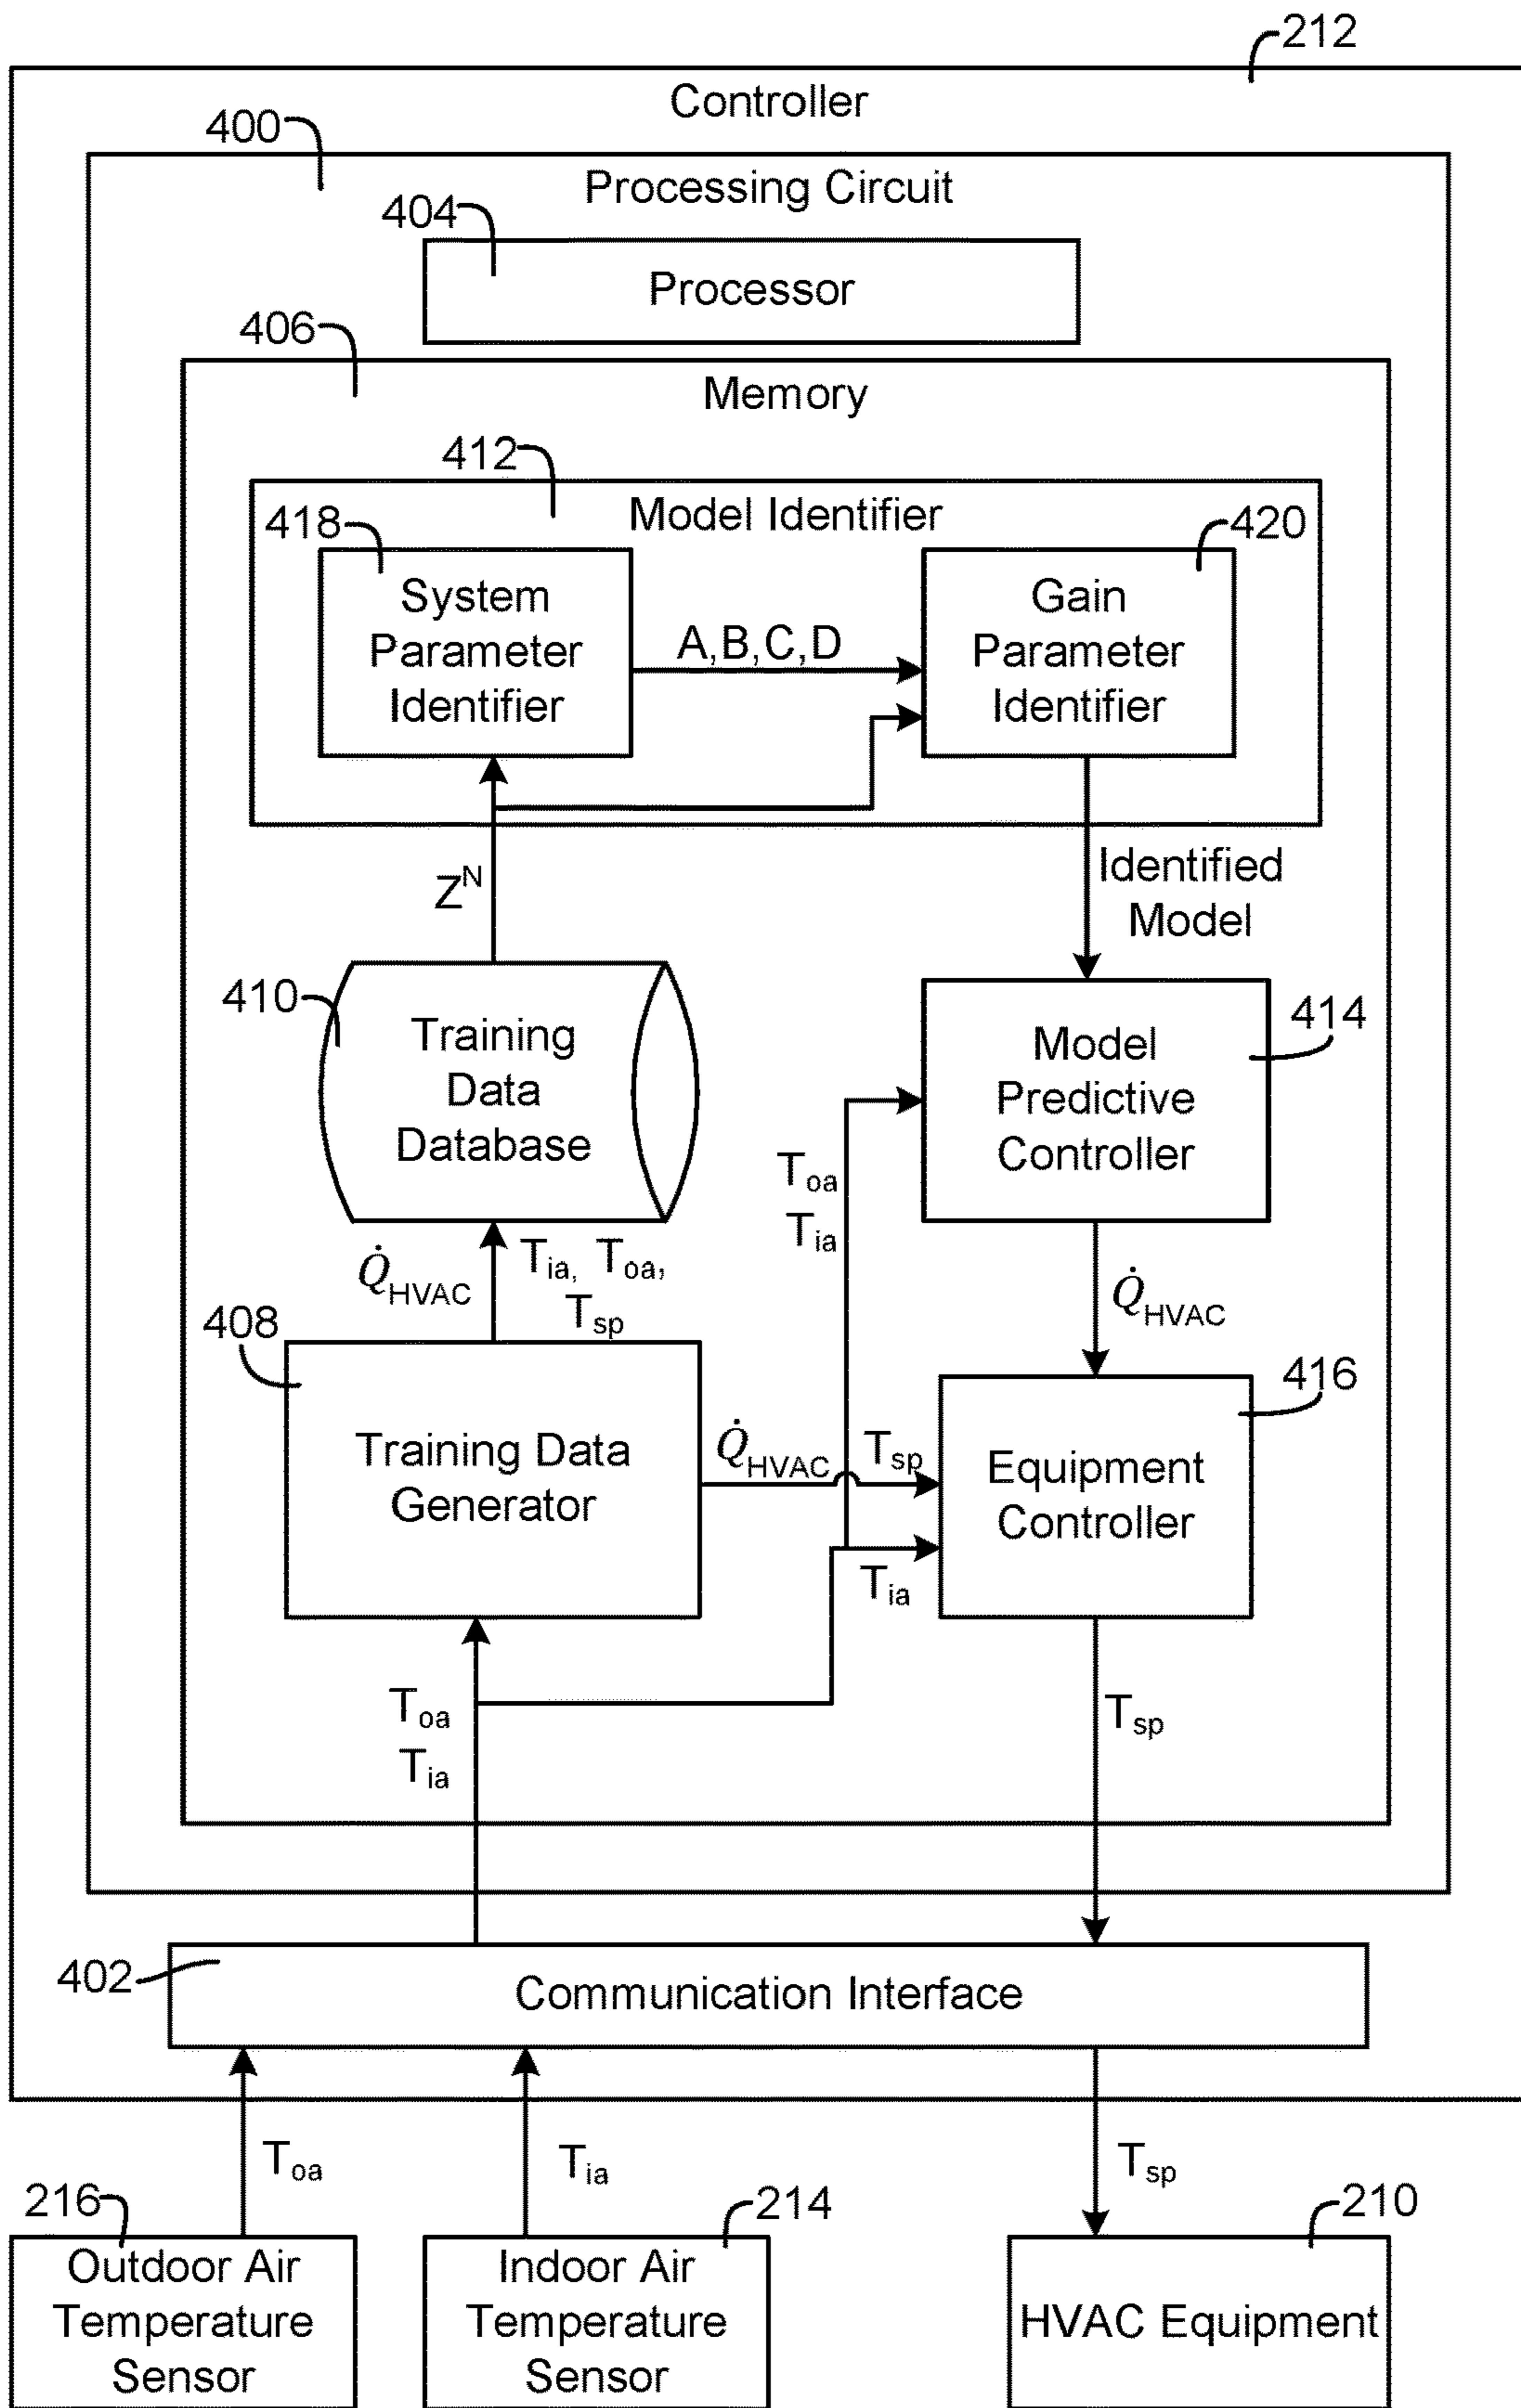 212
Controller
400
Processing Circuit
404
Processor
406
Memory
412
Model Identifier
418
420
System
Parameter
Identifier
A,B,C,D
Gain
Parameter
Identifier
Z^N
Identified
Model
410
Training
Data
Database
414
Model
Predictive
Controller
T_oa
T_ia
Q̇_HVAC
T_ia, T_oa,
T_sp
Q̇_HVAC
408
Training Data
Generator
Q̇_HVAC
T_sp
416
Equipment
Controller
T_ia
T_oa
T_ia
T_sp
402
Communication Interface
T_oa
T_ia
T_sp
216
214
210
Outdoor Air
Temperature
Sensor
Indoor Air
Temperature
Sensor
HVAC Equipment